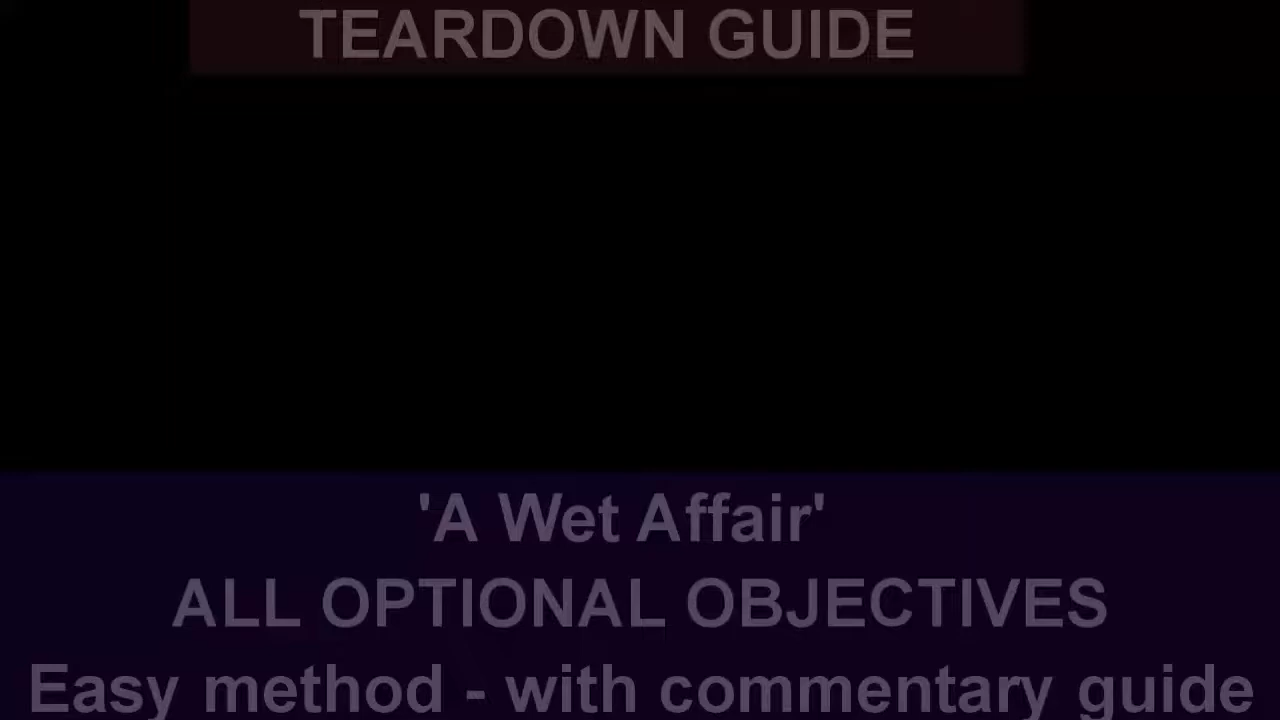 TEARDOWN GUIDE
'A Wet Affair'
ALL OPTIONAL OBJECTIVES
Easy method - with commentary guide